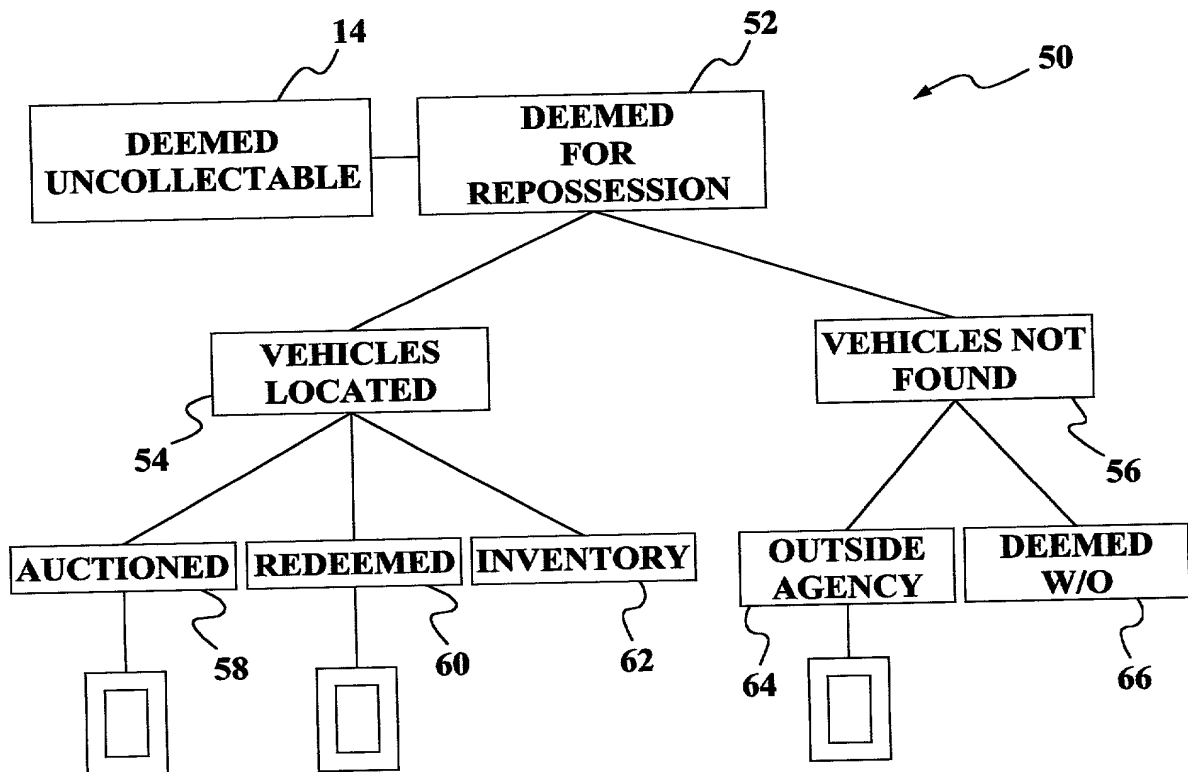 14
52
50
DEEMED
UNCOLLECTABLE
DEEMED
FOR
REPOSSESSION
VEHICLES
LOCATED
VEHICLES NOT
FOUND
54
56
AUCTIONED
REDEEMED
INVENTORY
OUTSIDE
AGENCY
DEEMED
W/O
58
60
62
64
66